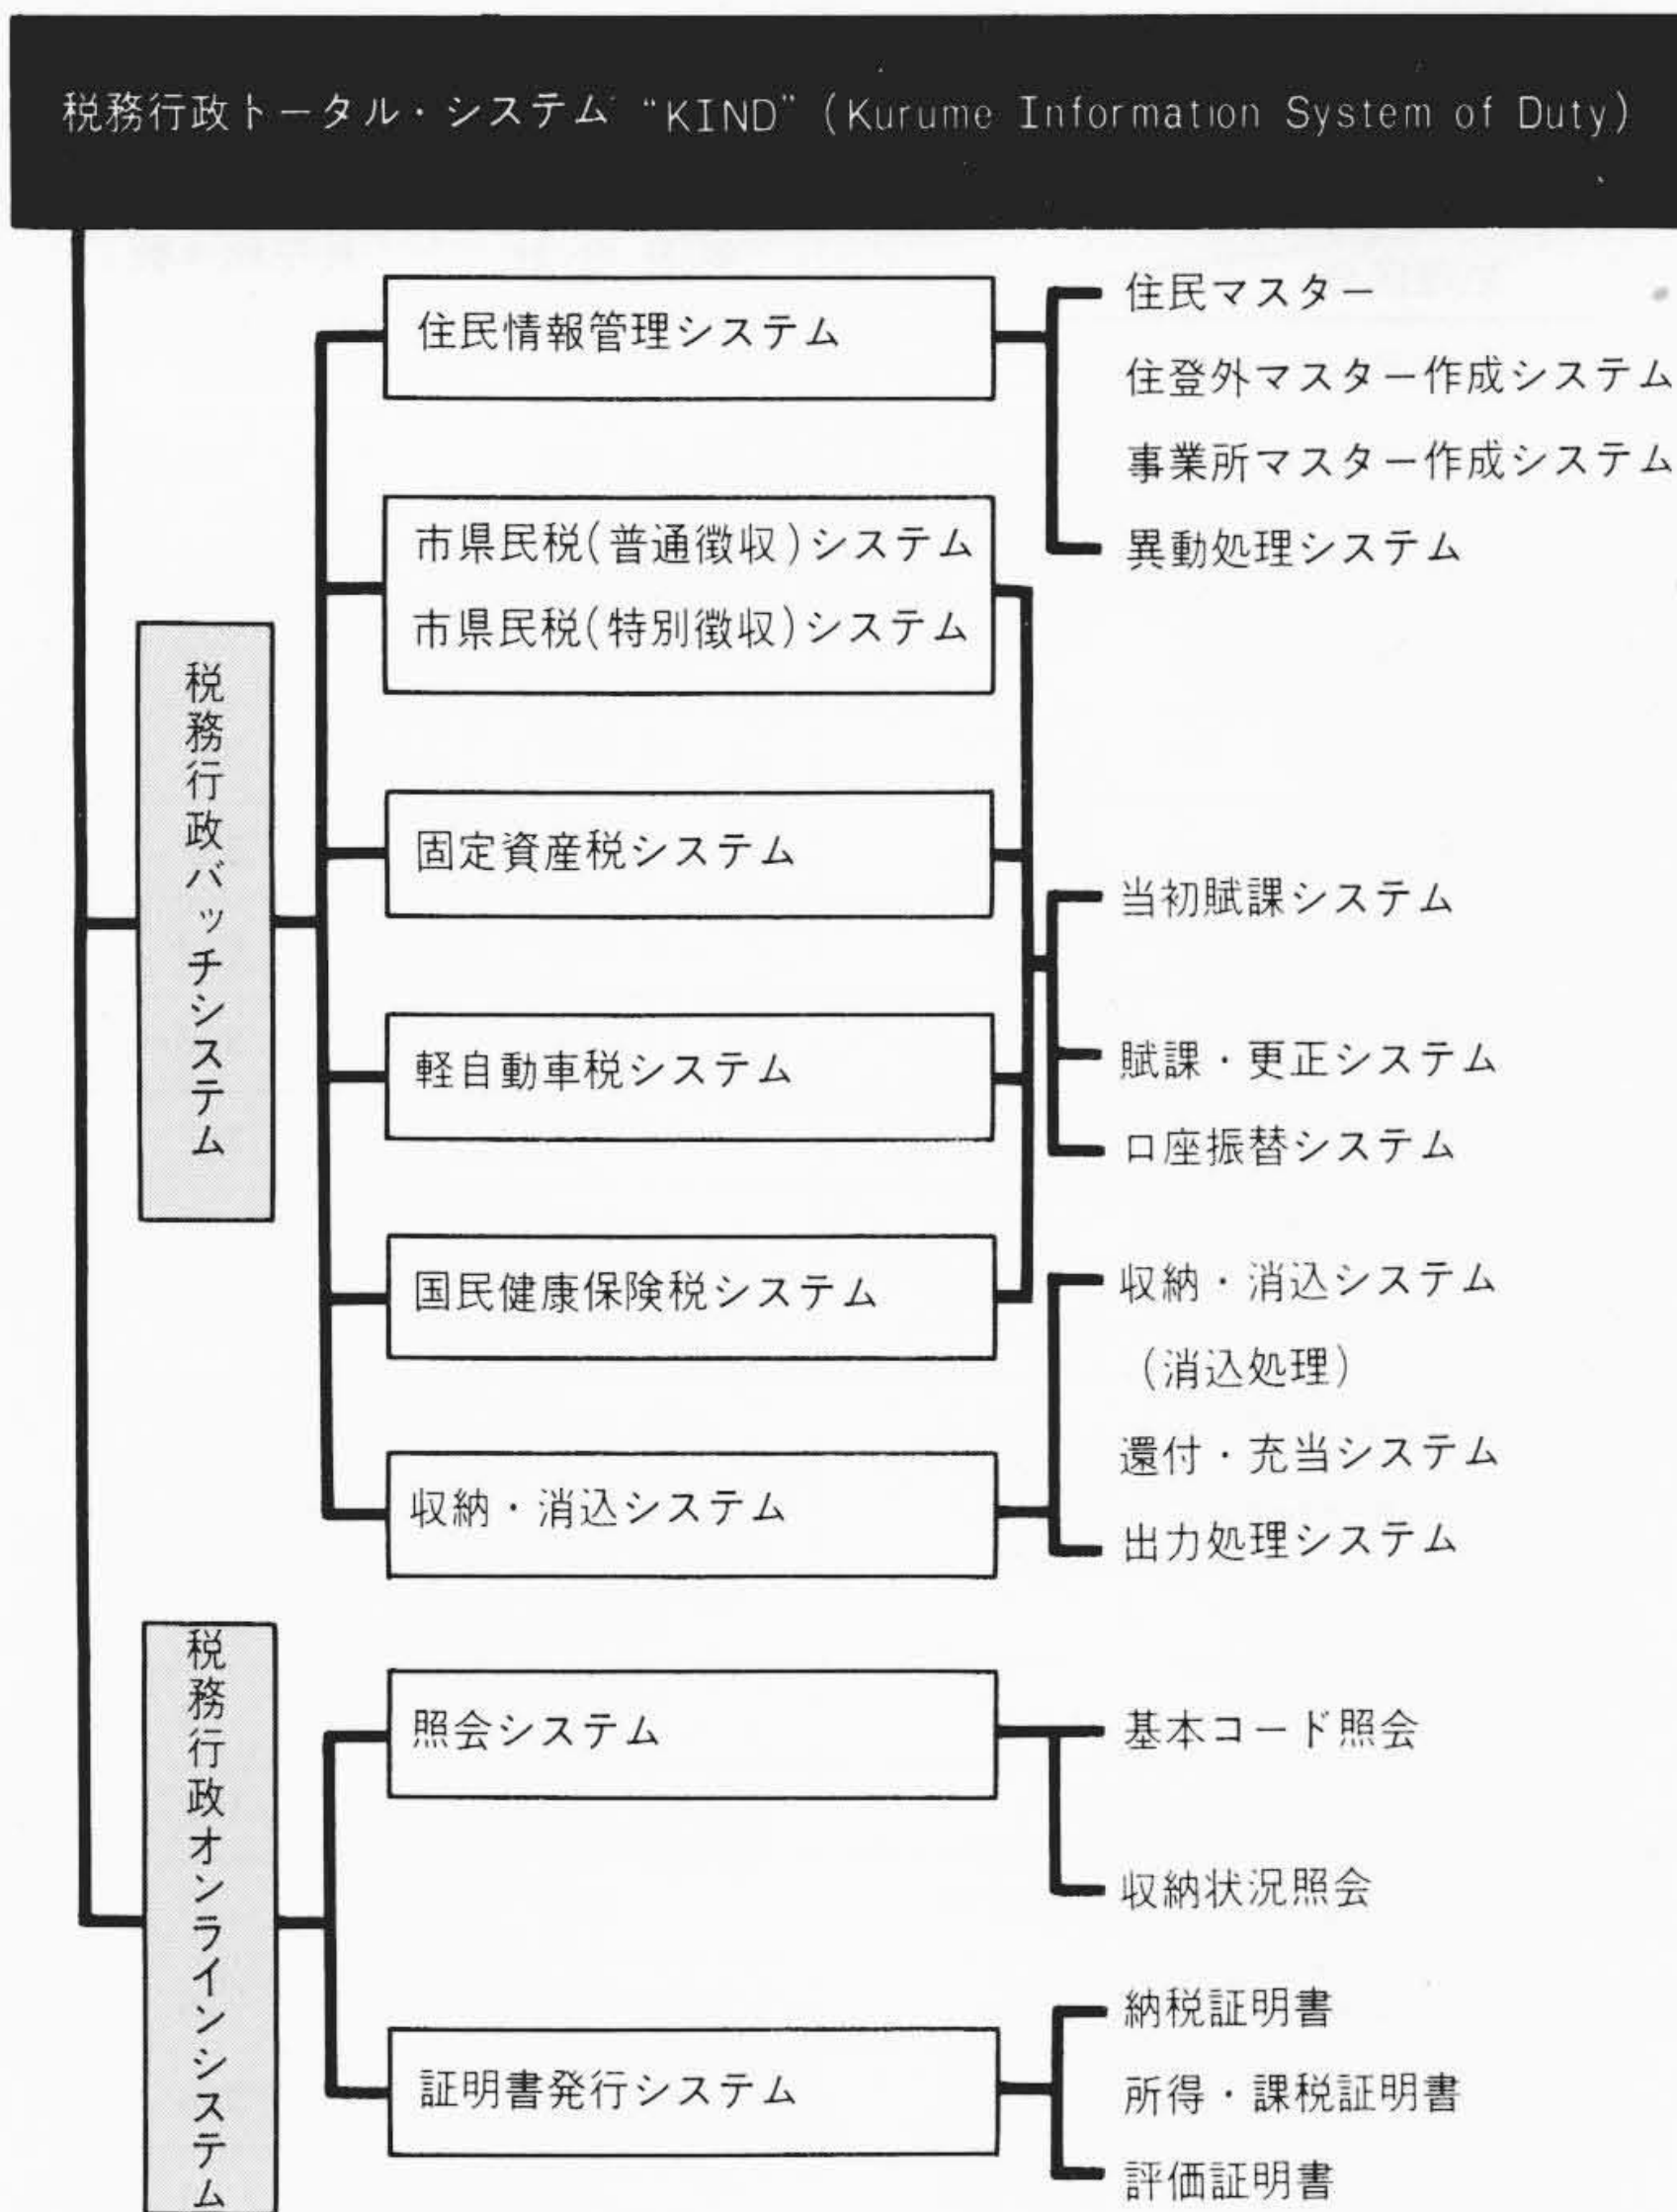 税務行政トータル・システム “KIND” (Kurume Information System of Duty)
税務行政バッチシステム
住民情報管理システム
住民マスター
住登外マスター作成システム
事業所マスター作成システム
異動処理システム
市県民税(普通徴収)システム
市県民税(特別徴収)システム
固定資産税システム
軽自動車税システム
国民健康保険税システム
当初賦課システム
賦課・更正システム
口座振替システム
収納・消込システム
収納・消込システム
(消込処理)
還付・充当システム
出力処理システム
税務行政オンラインシステム
照会システム
基本コード照会
収納状況照会
証明書発行システム
納税証明書
所得・課税証明書
評価証明書